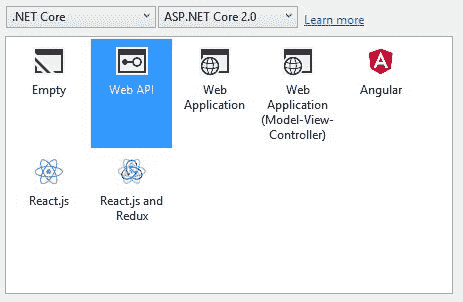 .NET Core
ASP.NET Core 2.0
Learn more
Empty
Web API
Web
Application
Web
Application
(Model-View-
Controller)
Angular
React.js
React.js and
Redux